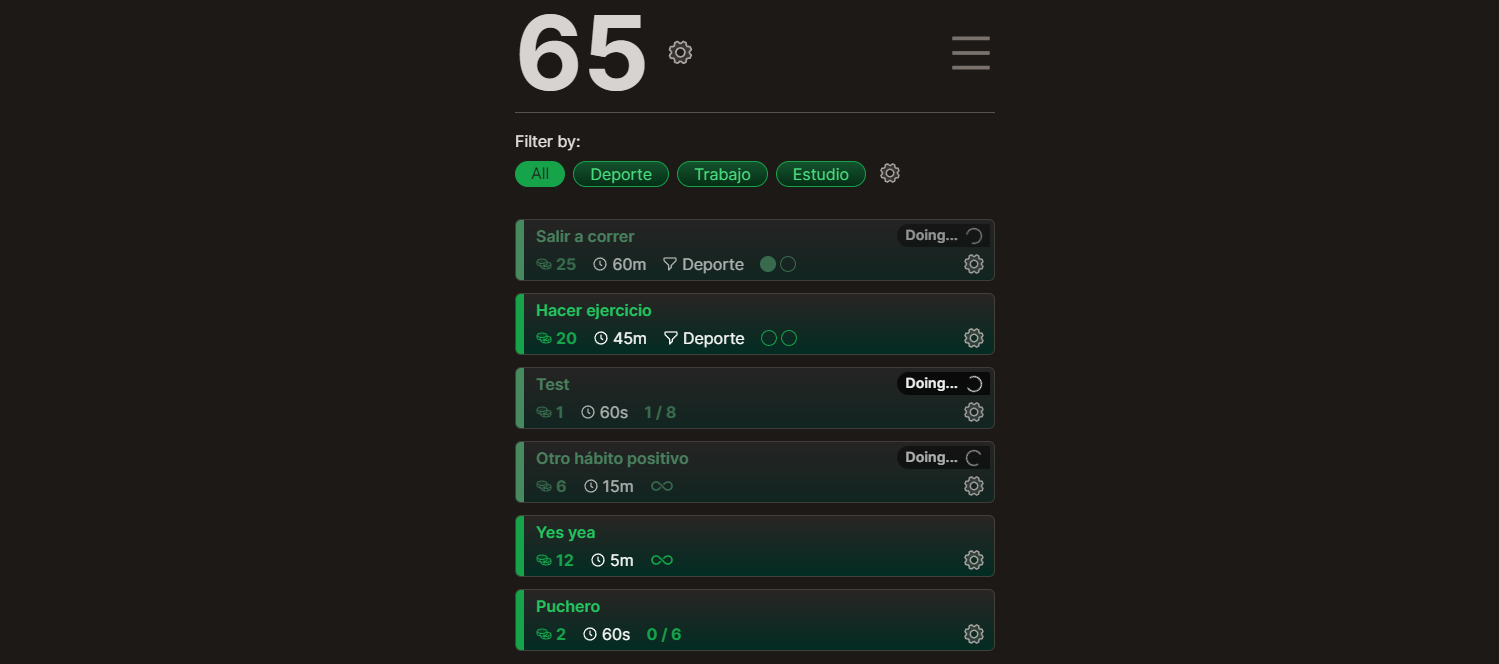 65
Filter by:
All Deporte Trabajo Estudio
Salir a correr Doing...
25 60m Deporte
Hacer ejercicio
20 45m Deporte
Test Doing...
1 60s 1 / 8
Otro hábito positivo Doing...
6 15m
Yes yea
12 5m
Puchero
2 60s 0 / 6